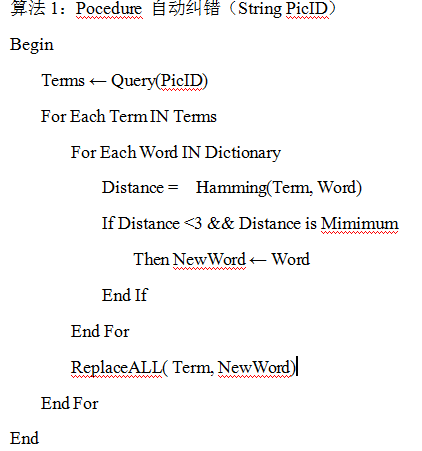 算法 1：Pocedure 自动纠错（String PicID）
Begin
Terms ← Query(PicID)
For Each Term IN Terms
For Each Word IN Dictionary
Distance = Hamming(Term, Word)
If Distance <3 && Distance is Mimimum
Then NewWord ← Word
End If
End For
ReplaceALL( Term, NewWord)
End For
End